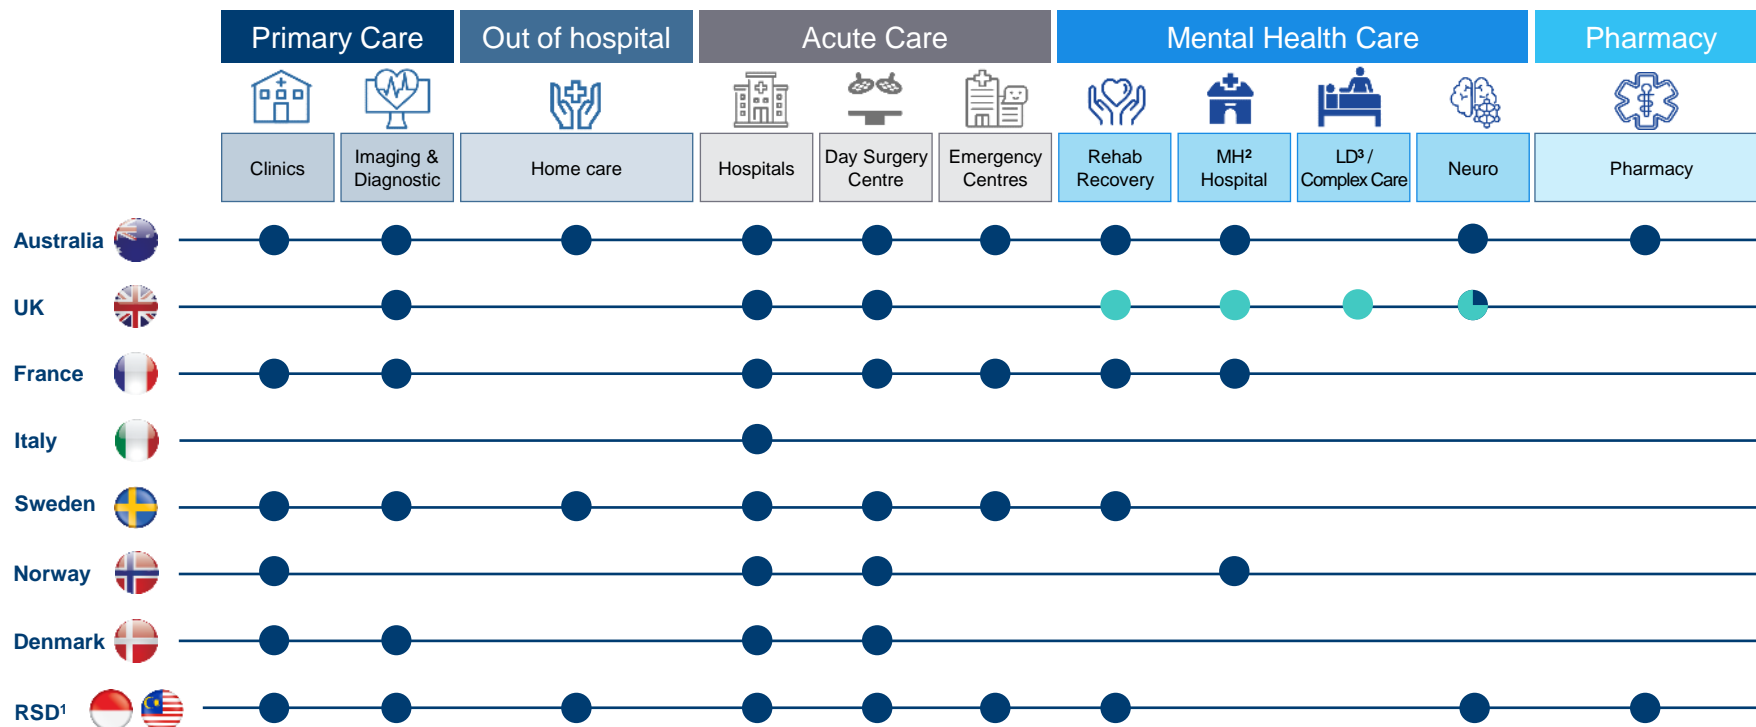 Primary Care
Out of hospital
Acute Care
Mental Health Care
Pharmacy
Clinics
Imaging &
Diagnostic
Home care
Hospitals
Day Surgery
Centre
Emergency
Centres
Rehab
Recovery
MH²
Hospital
LD³ /
Complex Care
Neuro
Pharmacy
Australia
UK
France
Italy
Sweden
Norway
Denmark
RSD¹